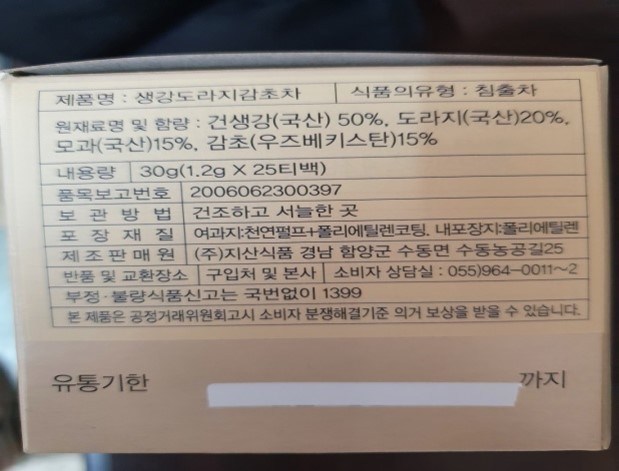 제품명 : 생강도라지감초차 식품의유형 : 침출차
원재료명 및 함량 : 건생강(국산) 50%, 도라지(국산)20%,
모과(국산)15%, 감초(우즈베키스탄)15%
내용량 30g(1.2g × 25티백)
품목보고번호 2006062300397
보 관 방 법 건조하고 서늘한 곳
포 장 재 질 여과지:천연펄프+폴리에틸렌코팅. 내포장지:폴리에틸렌
제 조 판 매 원 (주)지산식품 경남 함양군 수동면 수동농공길25
반품 및 교환장소 구입처 및 본사 소비자 상담실 : 055)964-0011~2
부정·불량식품신고는 국번없이 1399
본 제품은 공정거래위원회고시 소비자 분쟁해결기준 의거 보상을 받을 수 있습니다.
유통기한 까지